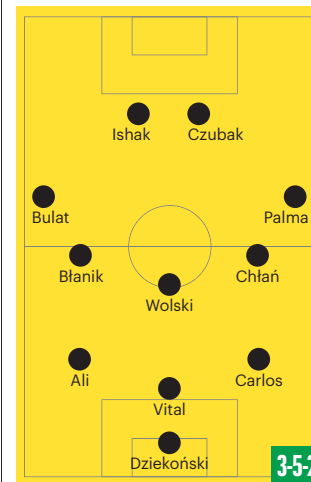 Ishak Czubak
Bulat Palma
Błanik Chłań
Wolski
Ali Carlos
Vital
Dziekoński
3-5-2